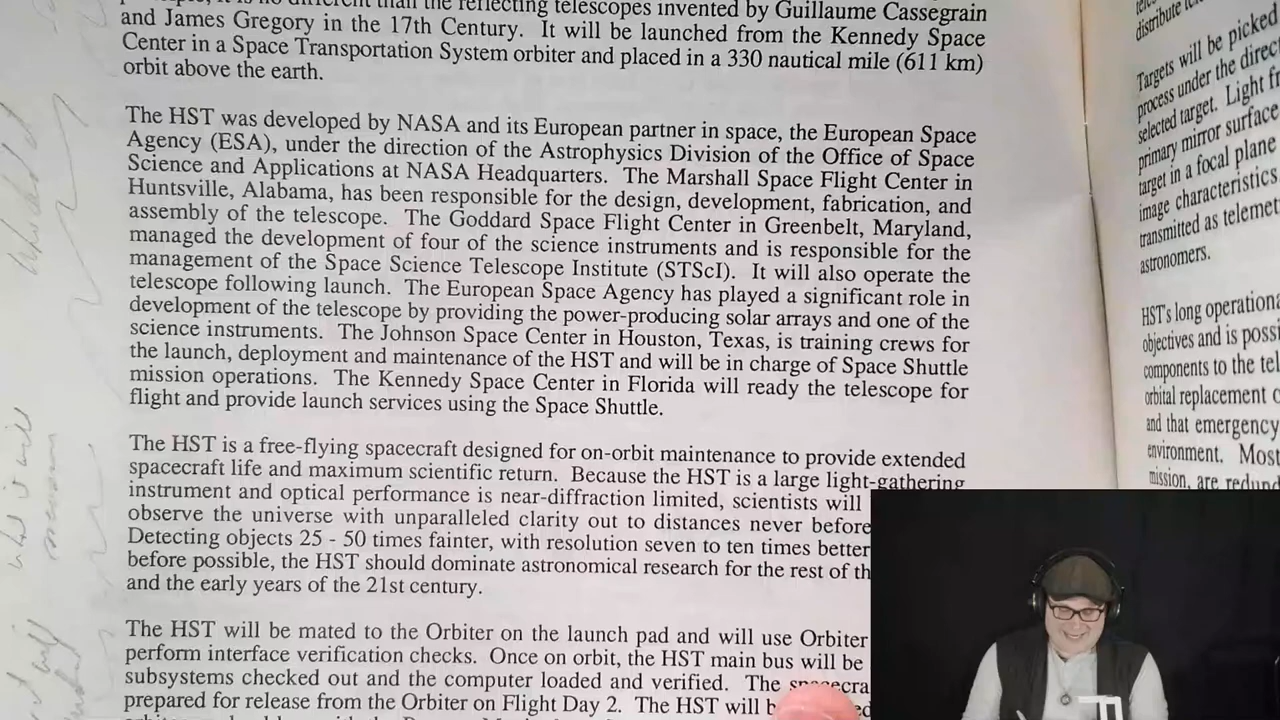 than the reflecting telescopes invented by Guillaume Cassegrain
and James Gregory in the 17th Century. It will be launched from the Kennedy Space
Center in a Space Transportation System orbiter and placed in a 330 nautical mile (611 km)
orbit above the earth.
The HST was developed by NASA and its European partner in space, the European Space
Agency (ESA), under the direction of the Astrophysics Division of the Office of Space
Science and Applications at NASA Headquarters. The Marshall Space Flight Center in
Huntsville, Alabama, has been responsible for the design, development, fabrication, and
assembly of the telescope. The Goddard Space Flight Center in Greenbelt, Maryland,
managed the development of four of the science instruments and is responsible for the
management of the Space Science Telescope Institute (STScI). It will also operate the
telescope following launch. The European Space Agency has played a significant role in
development of the telescope by providing the power-producing solar arrays and one of the
science instruments. The Johnson Space Center in Houston, Texas, is training crews for
the launch, deployment and maintenance of the HST and will be in charge of Space Shuttle
mission operations. The Kennedy Space Center in Florida will ready the telescope for
flight and provide launch services using the Space Shuttle.
The HST is a free-flying spacecraft designed for on-orbit maintenance to provide extended
spacecraft life and maximum scientific return. Because the HST is a large light-gathering
instrument and optical performance is near-diffraction limited, scientists will
observe the universe with unparalleled clarity out to distances never before
Detecting objects 25 - 50 times fainter, with resolution seven to ten times better
before possible, the HST should dominate astronomical research for the rest of th
and the early years of the 21st century.
The HST will be mated to the Orbiter on the launch pad and will use Orbiter
perform interface verification checks. Once on orbit, the HST main bus will be
subsystems checked out and the computer loaded and verified. The
prepared for release from the Orbiter on Flight Day 2. The HST will b
distribute
Targets will be picked
process under the direct
selected target. Light fr
primary mirror surface
target in a focal plane
image characteristics
transmitted as telemet
astronomers.
HST's long operationa
objectives and is possi
components to the tel
orbital replacement c
and that emergency
environment. Most
mission, are redund